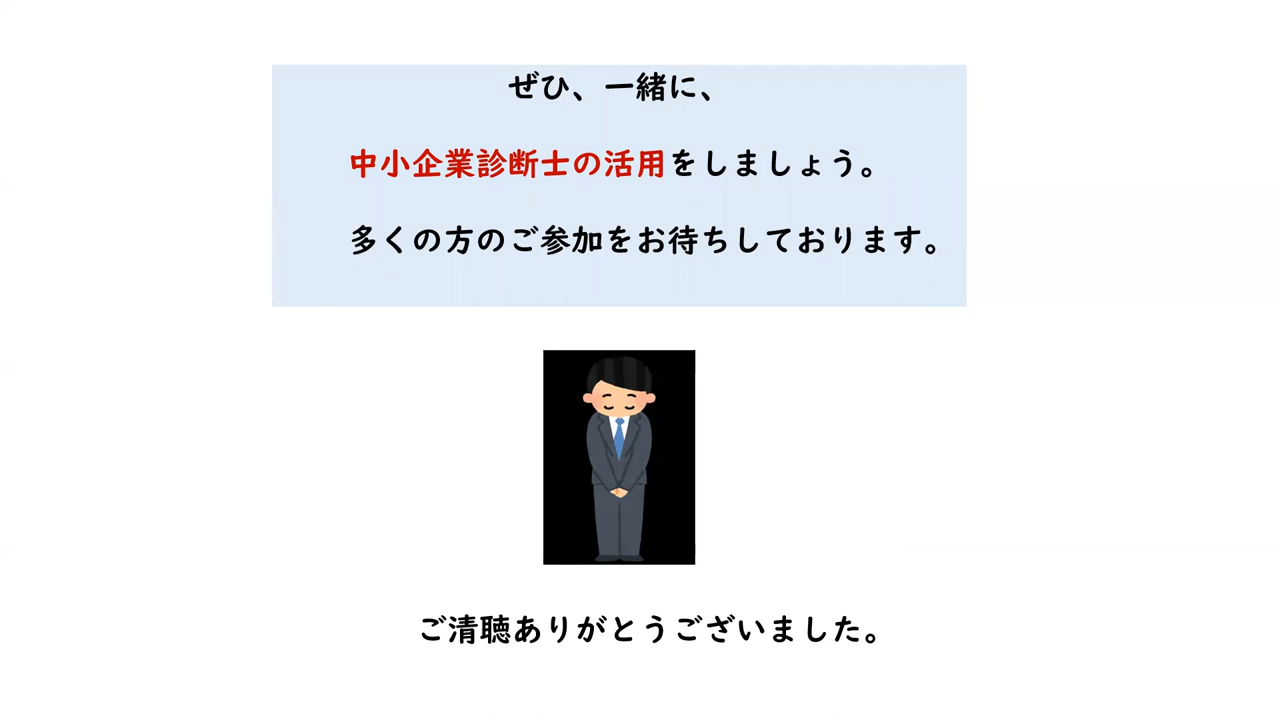 ぜひ、一緒に、
中小企業診断士の活用をしましょう。
多くの方のご参加をお待ちしております。
ご清聴ありがとうございました。